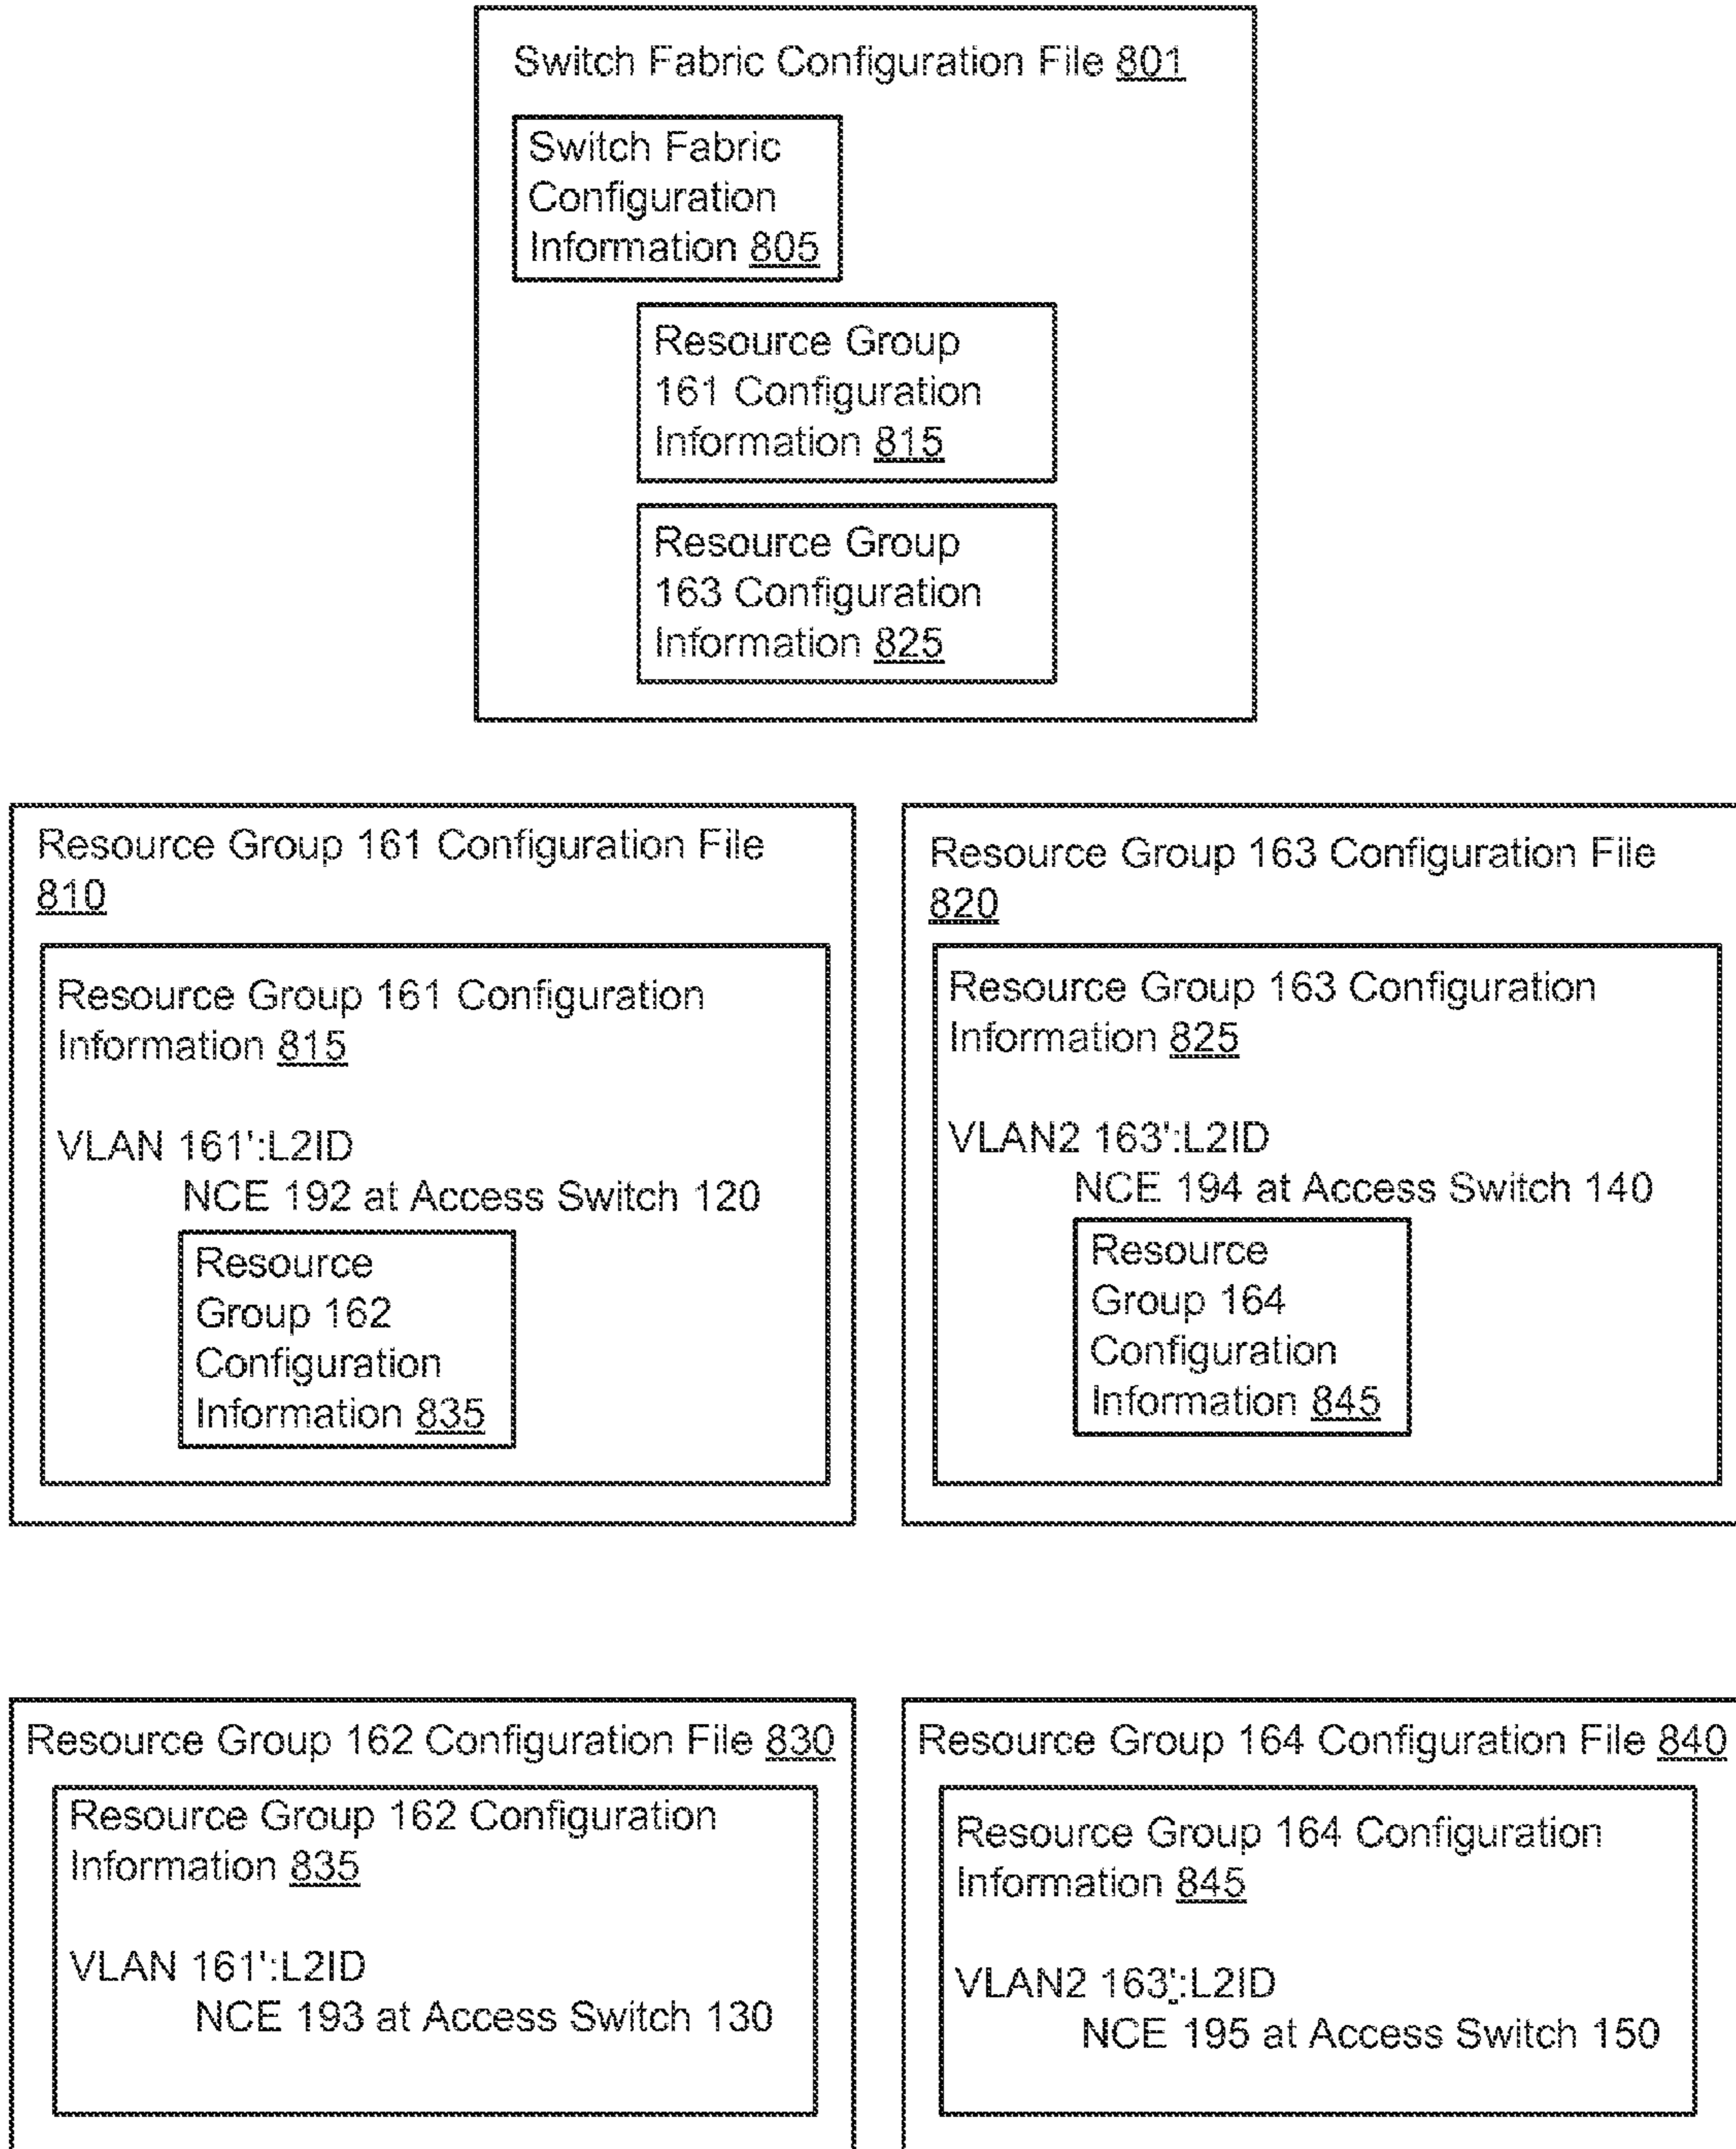 Switch Fabric Configuration File 801
Switch Fabric
Configuration
Information 805
Resource Group
161 Configuration
Information 815
Resource Group
163 Configuration
Information 825
Resource Group 161 Configuration File
810
Resource Group 161 Configuration
Information 815
VLAN 161':L2ID
NCE 192 at Access Switch 120
Resource
Group 162
Configuration
Information 835
Resource Group 163 Configuration File
820
Resource Group 163 Configuration
Information 825
VLAN2 163':L2ID
NCE 194 at Access Switch 140
Resource
Group 164
Configuration
Information 845
Resource Group 162 Configuration File 830
Resource Group 162 Configuration
Information 835
VLAN 161':L2ID
NCE 193 at Access Switch 130
Resource Group 164 Configuration File 840
Resource Group 164 Configuration
Information 845
VLAN2 163':L2ID
NCE 195 at Access Switch 150